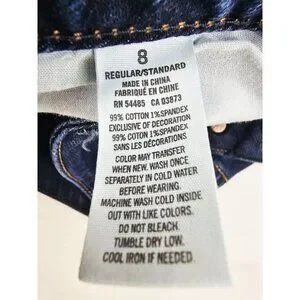 8
REGULAR/STANDARD
MADE IN CHINA
FABRIQUÉ EN CHINE
RN 54485 CA 03873
99% COTTON 1% SPANDEX
EXCLUSIVE OF DECORATION
99% COTON 1% SPANDEX
SANS LES DÉCORATIONS
COLOR MAY TRANSFER
WHEN NEW. WASH ONCE
SEPARATELY IN COLD WATER
BEFORE WEARING.
MACHINE WASH COLD INSIDE
OUT WITH LIKE COLORS.
DO NOT BLEACH.
TUMBLE DRY LOW.
COOL IRON IF NEEDED.